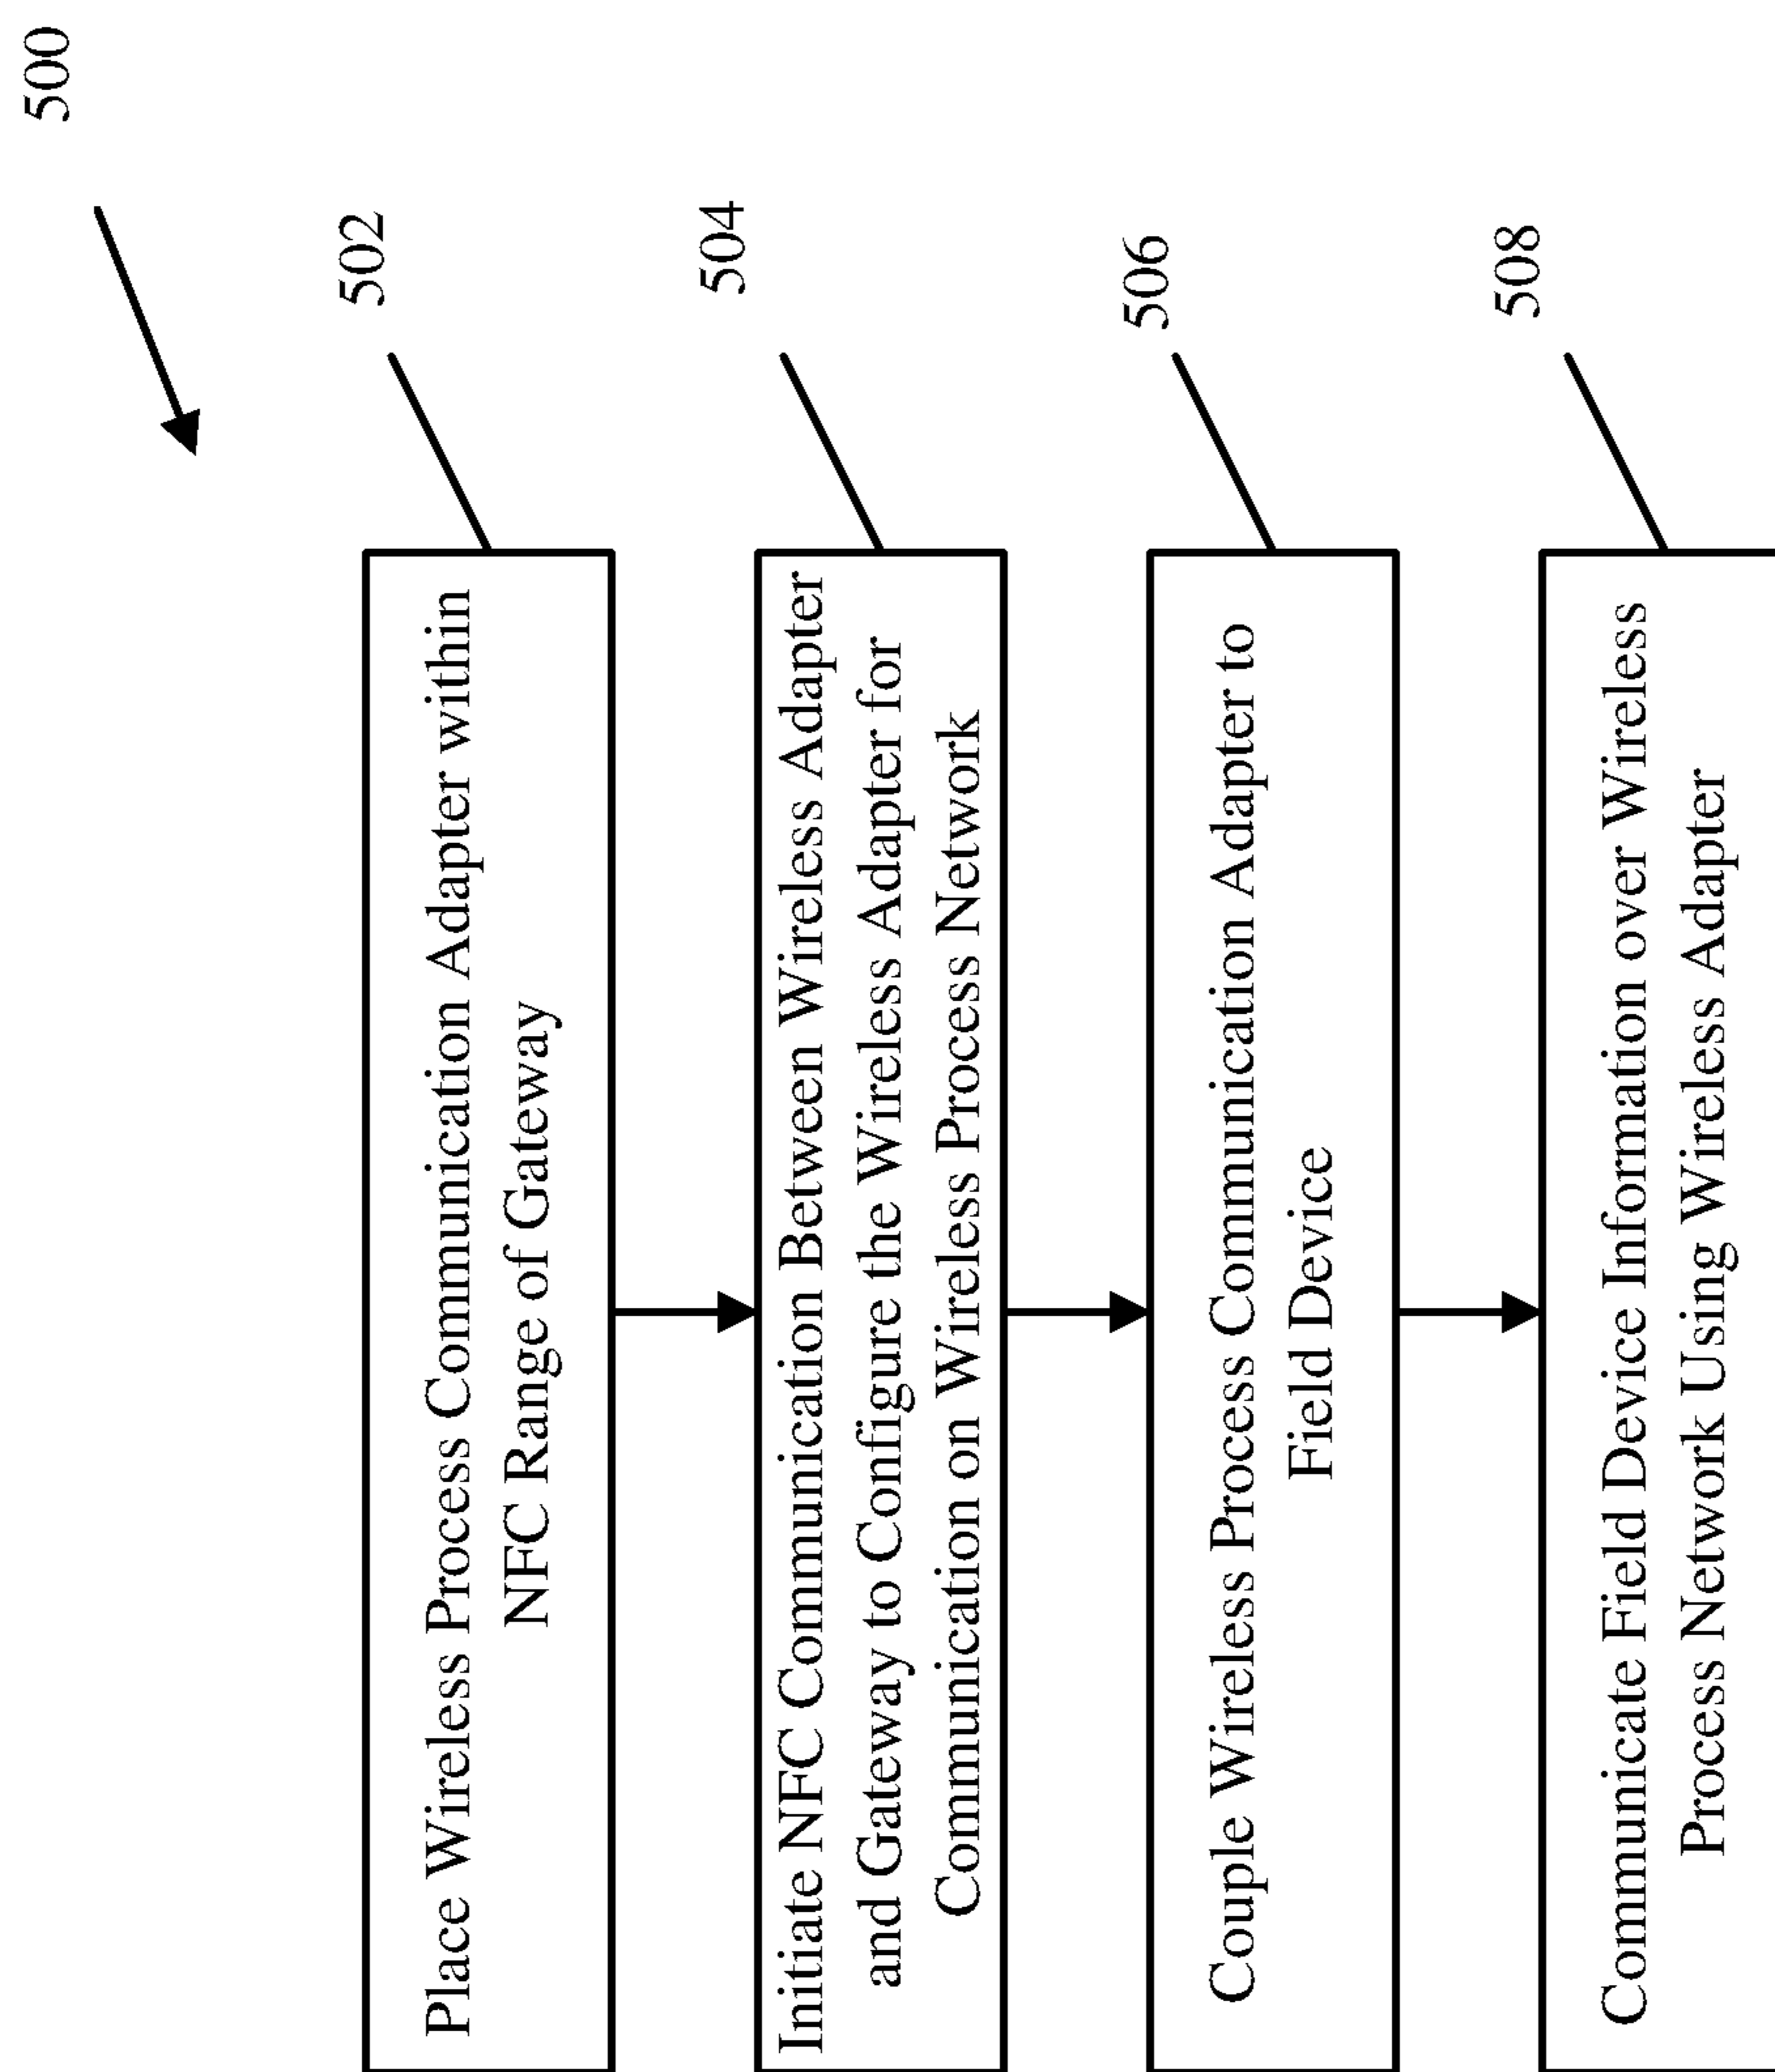 500
502
Place Wireless Process Communication Adapter within
NFC Range of Gateway
504
Initiate NFC Communication Between Wireless Adapter
and Gateway to Configure the Wireless Adapter for
Communication on Wireless Process Network
506
Couple Wireless Process Communication Adapter to
Field Device
508
Communicate Field Device Information over Wireless
Process Network Using Wireless Adapter